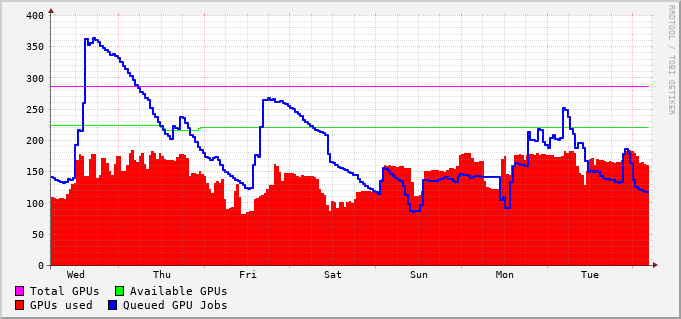 RRDTOOL / TOBI OETIKER
400
350
300
250
200
150
100
50
0
Wed Thu Fri Sat Sun Mon Tue
Total GPUs Available GPUs
GPUs used Queued GPU Jobs